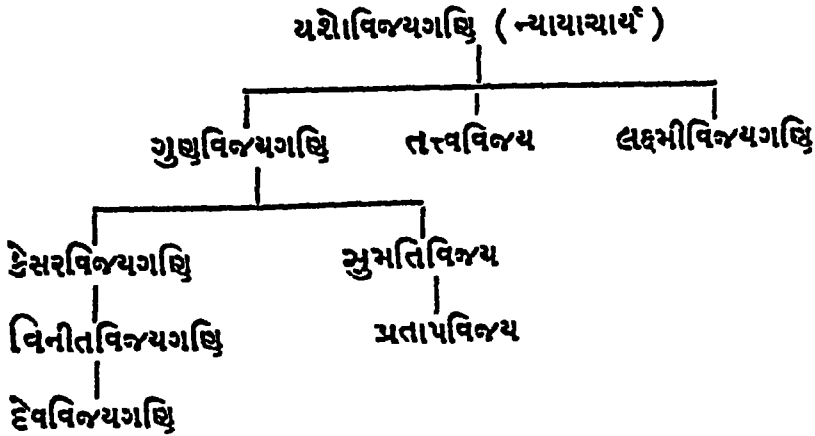 યશોવિજયગણિ ( ન્યાયાચાર્ય )
ગુણવિજયગણિ તત્ત્વવિજય લક્ષ્મીવિજયગણિ
કેસરવિજયગણિ સુમતિવિજય
વિનીતવિજયગણિ પ્રતાપવિજય
દેવવિજયગણિ